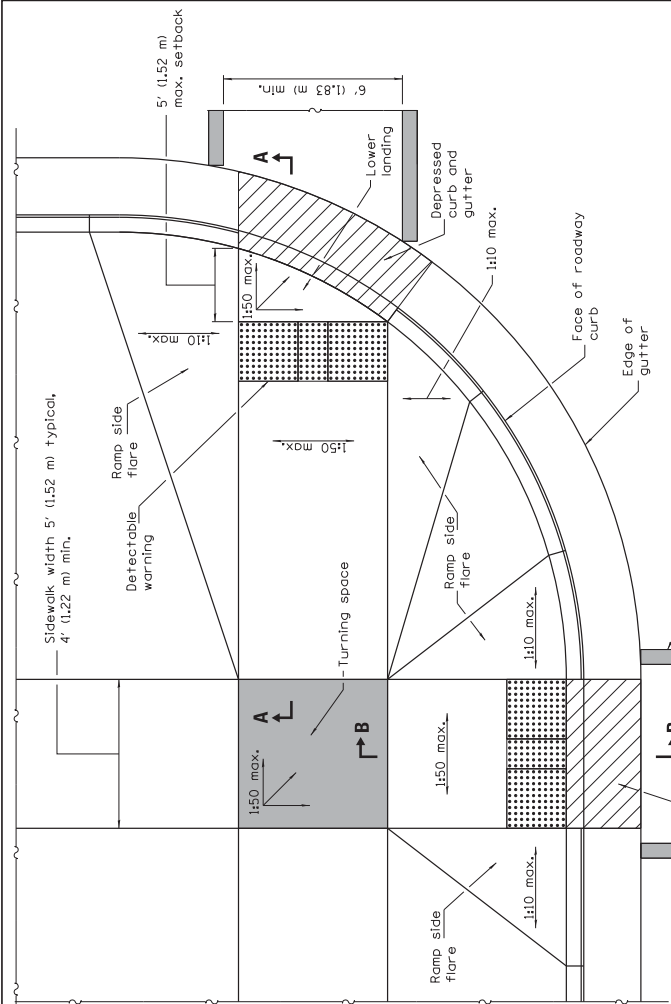 5' (1.52 m)
max. setback
6' (1.83 m) min.
A
Lower
landing
Depressed
curb and
gutter
1:10 max.
Face of roadway
curb
Edge of
gutter
1:50 max.
1:10 max.
Sidewalk width 5' (1.52 m) typical,
4' (1.22 m) min.
Ramp side
flare
Detectable
warning
1:50 max.
Ramp side
flare
1:10 max.
Turning space
A
B
1:50 max.
1:50 max.
Ramp side
flare
1:10 max.